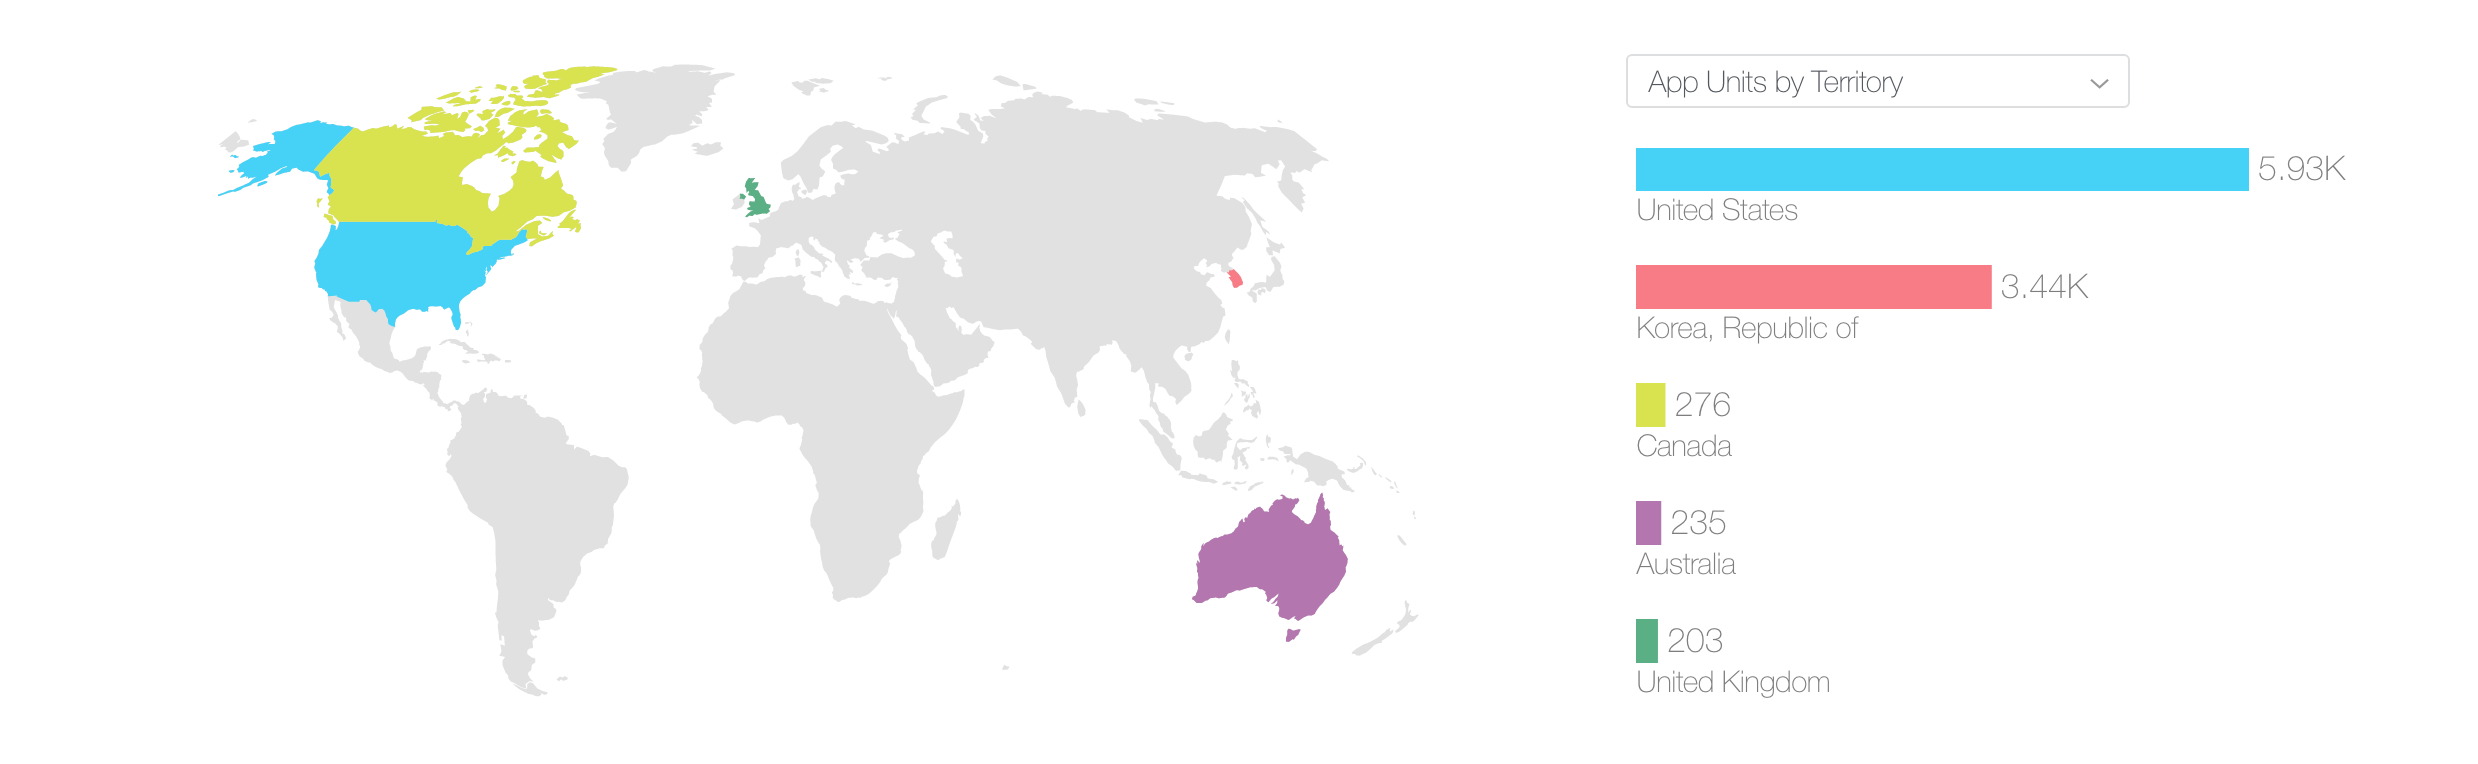 App Units by Territory
5.93K
United States
3.44K
Korea, Republic of
276
Canada
235
Australia
203
United Kingdom